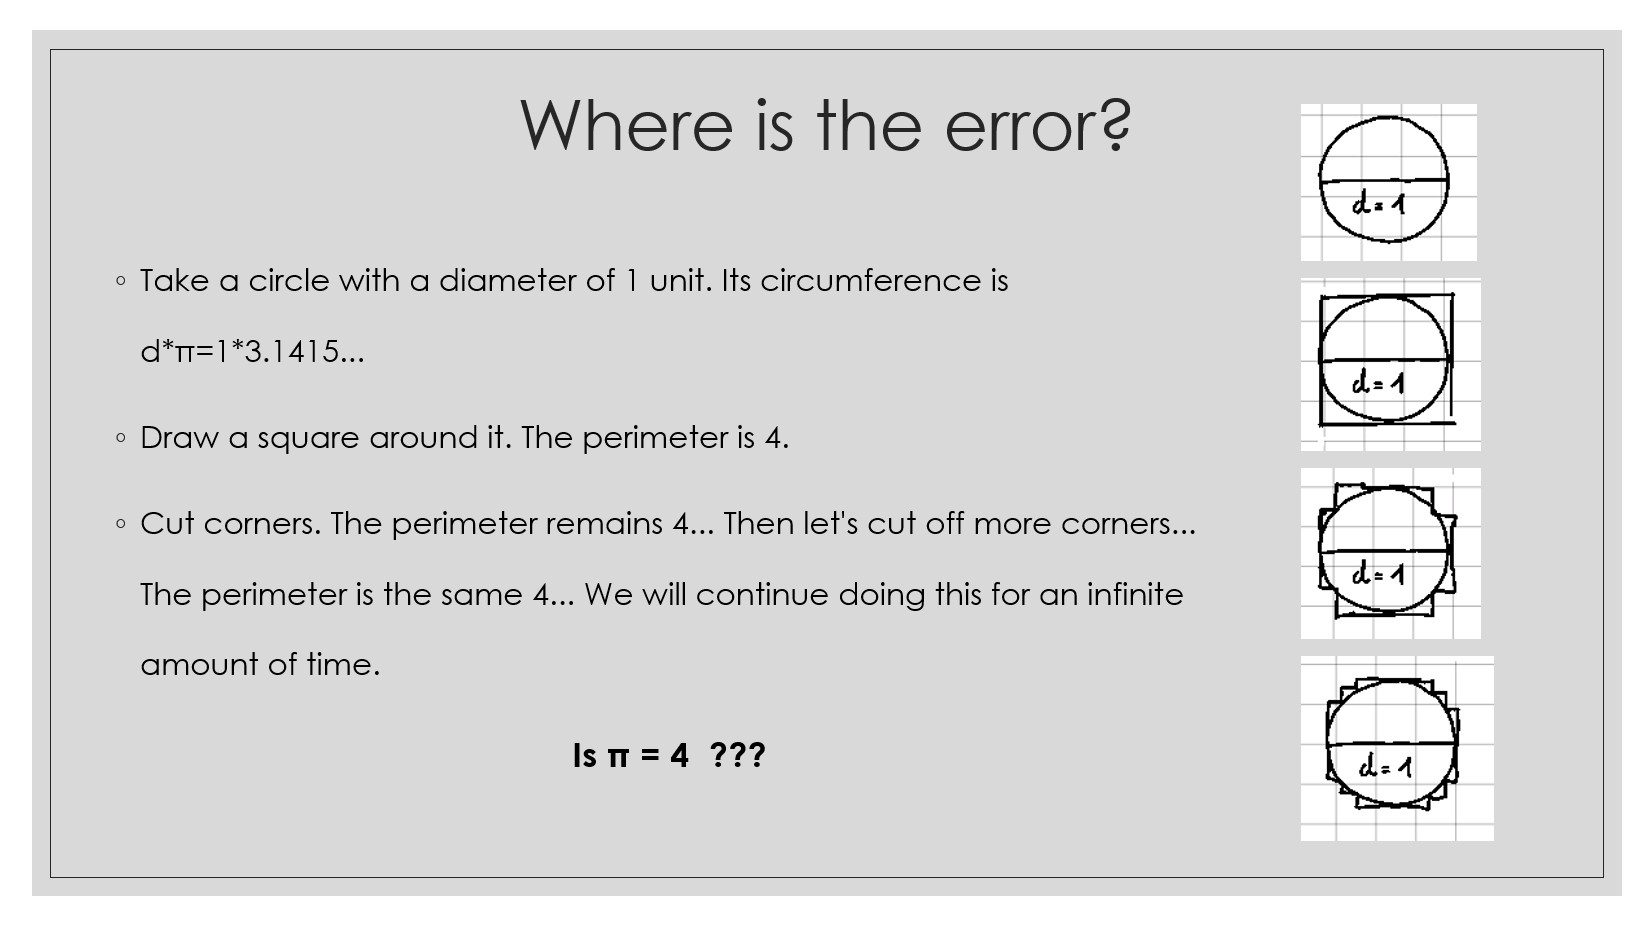 Where is the error?
◦ Take a circle with a diameter of 1 unit. Its circumference is
d*π=1*3.1415...
◦ Draw a square around it. The perimeter is 4.
◦ Cut corners. The perimeter remains 4... Then let's cut off more corners...
The perimeter is the same 4... We will continue doing this for an infinite
amount of time.
Is π = 4 ???
d=1
d=1
d=1
d=1